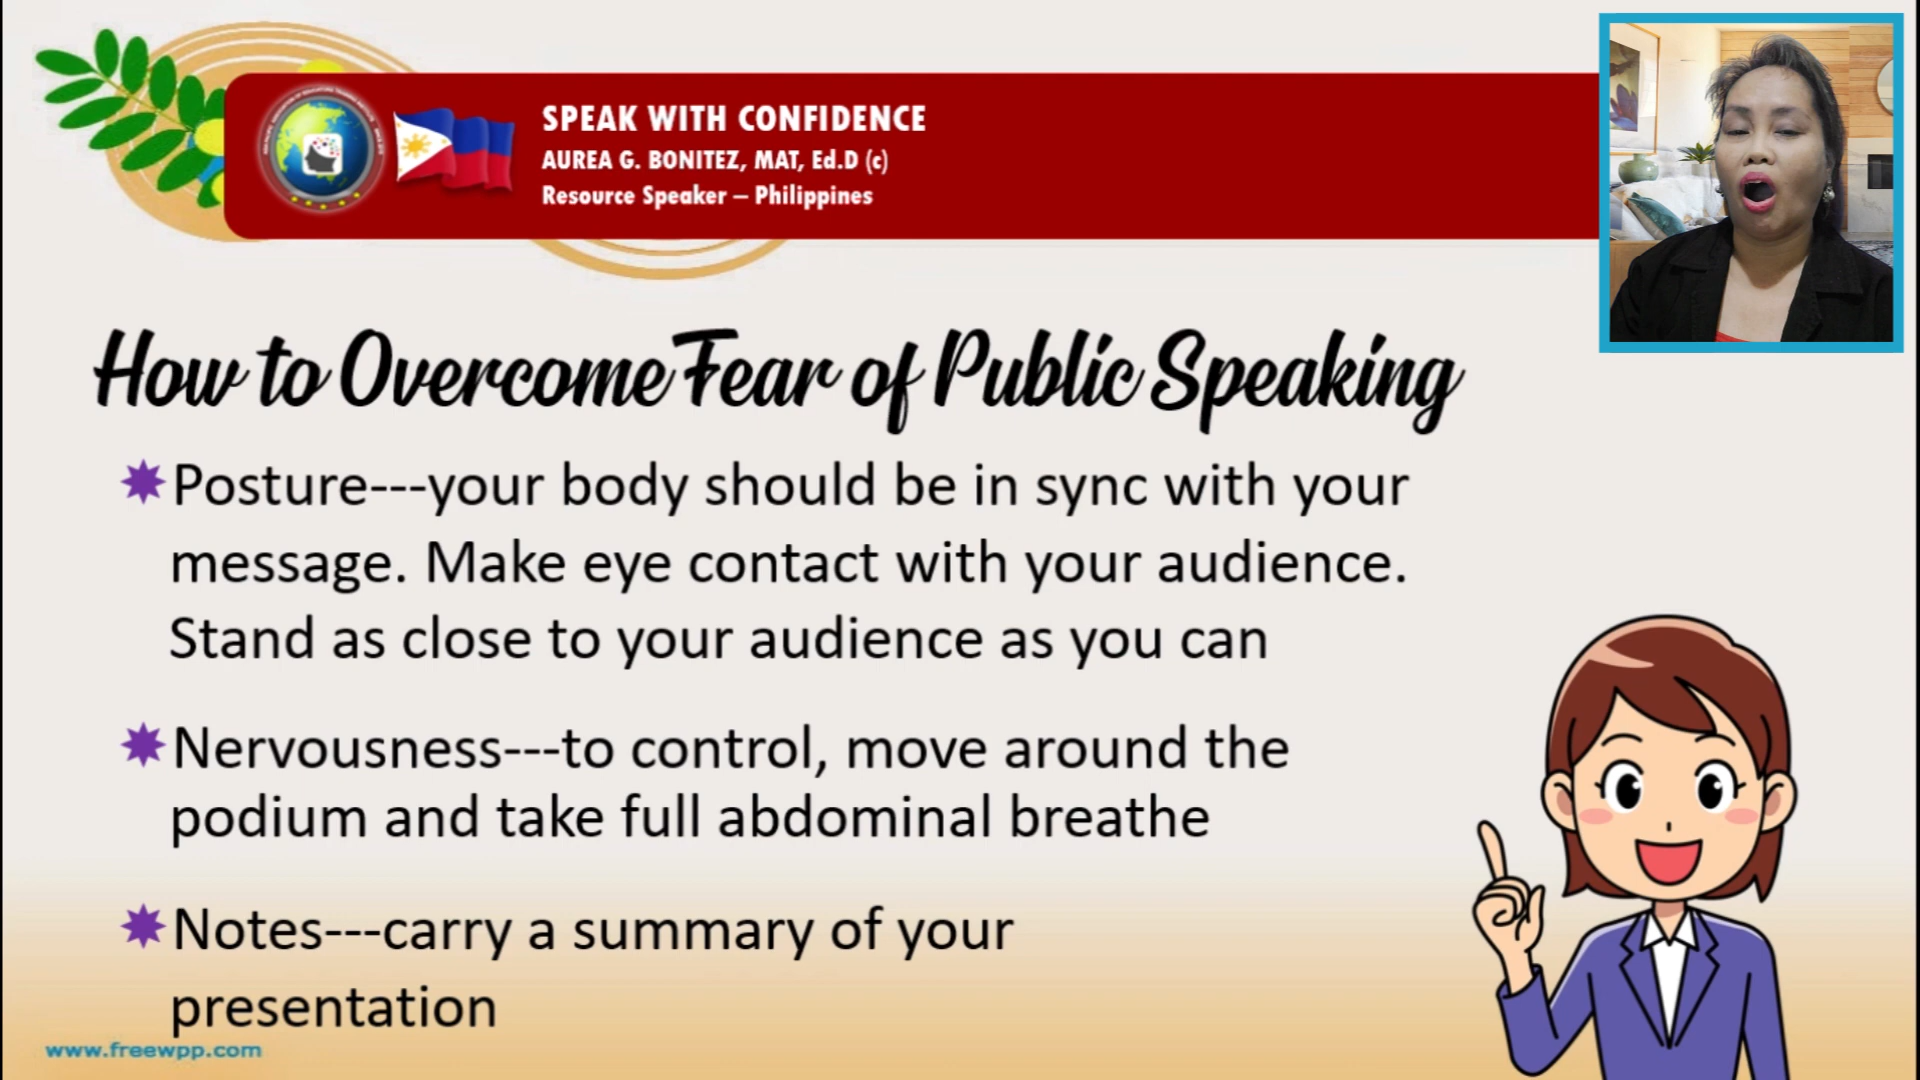 SPEAK WITH CONFIDENCE
AUREA G. BONITEZ, MAT, Ed.D (c)
Resource Speaker – Philippines
How to Overcome Fear of Public Speaking
Posture---your body should be in sync with your
message. Make eye contact with your audience.
Stand as close to your audience as you can
Nervousness---to control, move around the
podium and take full abdominal breathe
Notes---carry a summary of your
presentation
www.freewpp.com